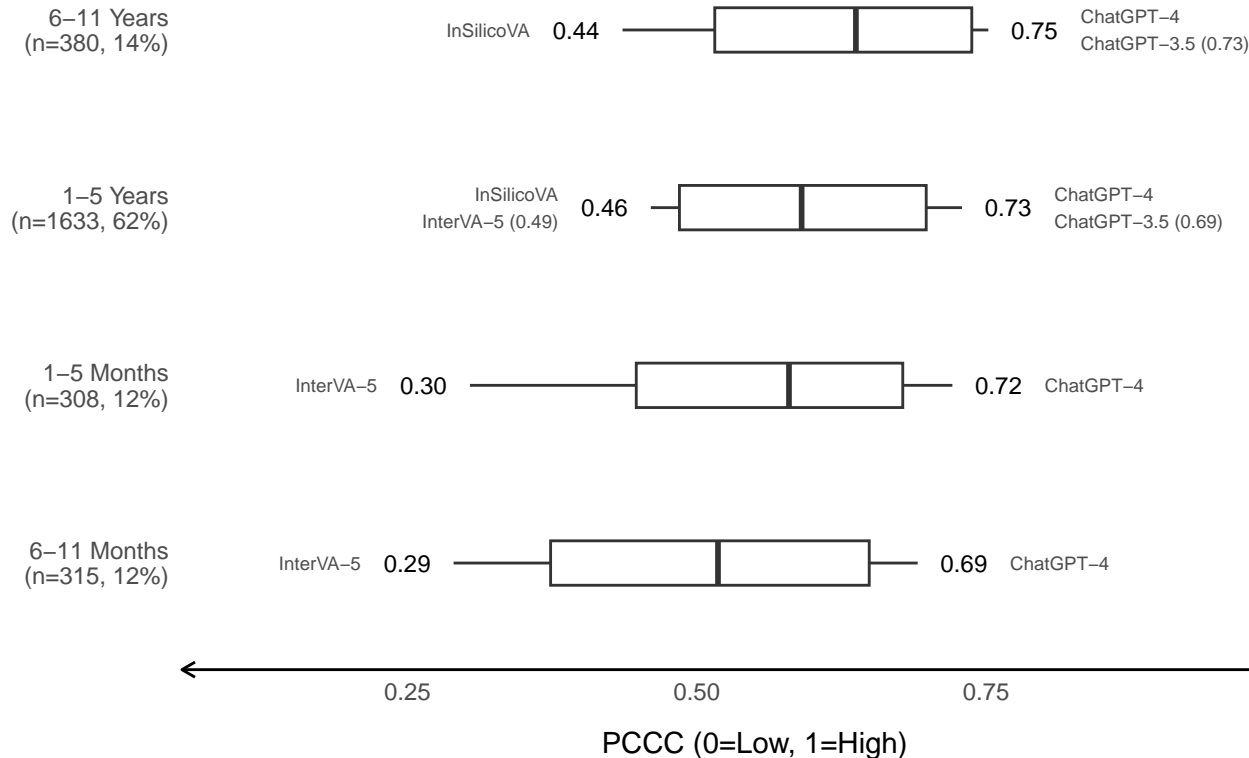 6–11 Years
(n=380, 14%)
InSilicoVA 0.44 0.75 ChatGPT–4
ChatGPT–3.5 (0.73)
1–5 Years
(n=1633, 62%)
InSilicoVA
InterVA–5 (0.49)
0.46 0.73
ChatGPT–4
ChatGPT–3.5 (0.69)
1–5 Months
(n=308, 12%)
InterVA–5 0.30 0.72 ChatGPT–4
6–11 Months
(n=315, 12%)
InterVA–5 0.29 0.69 ChatGPT–4
0.25 0.50 0.75
PCCC (0=Low, 1=High)